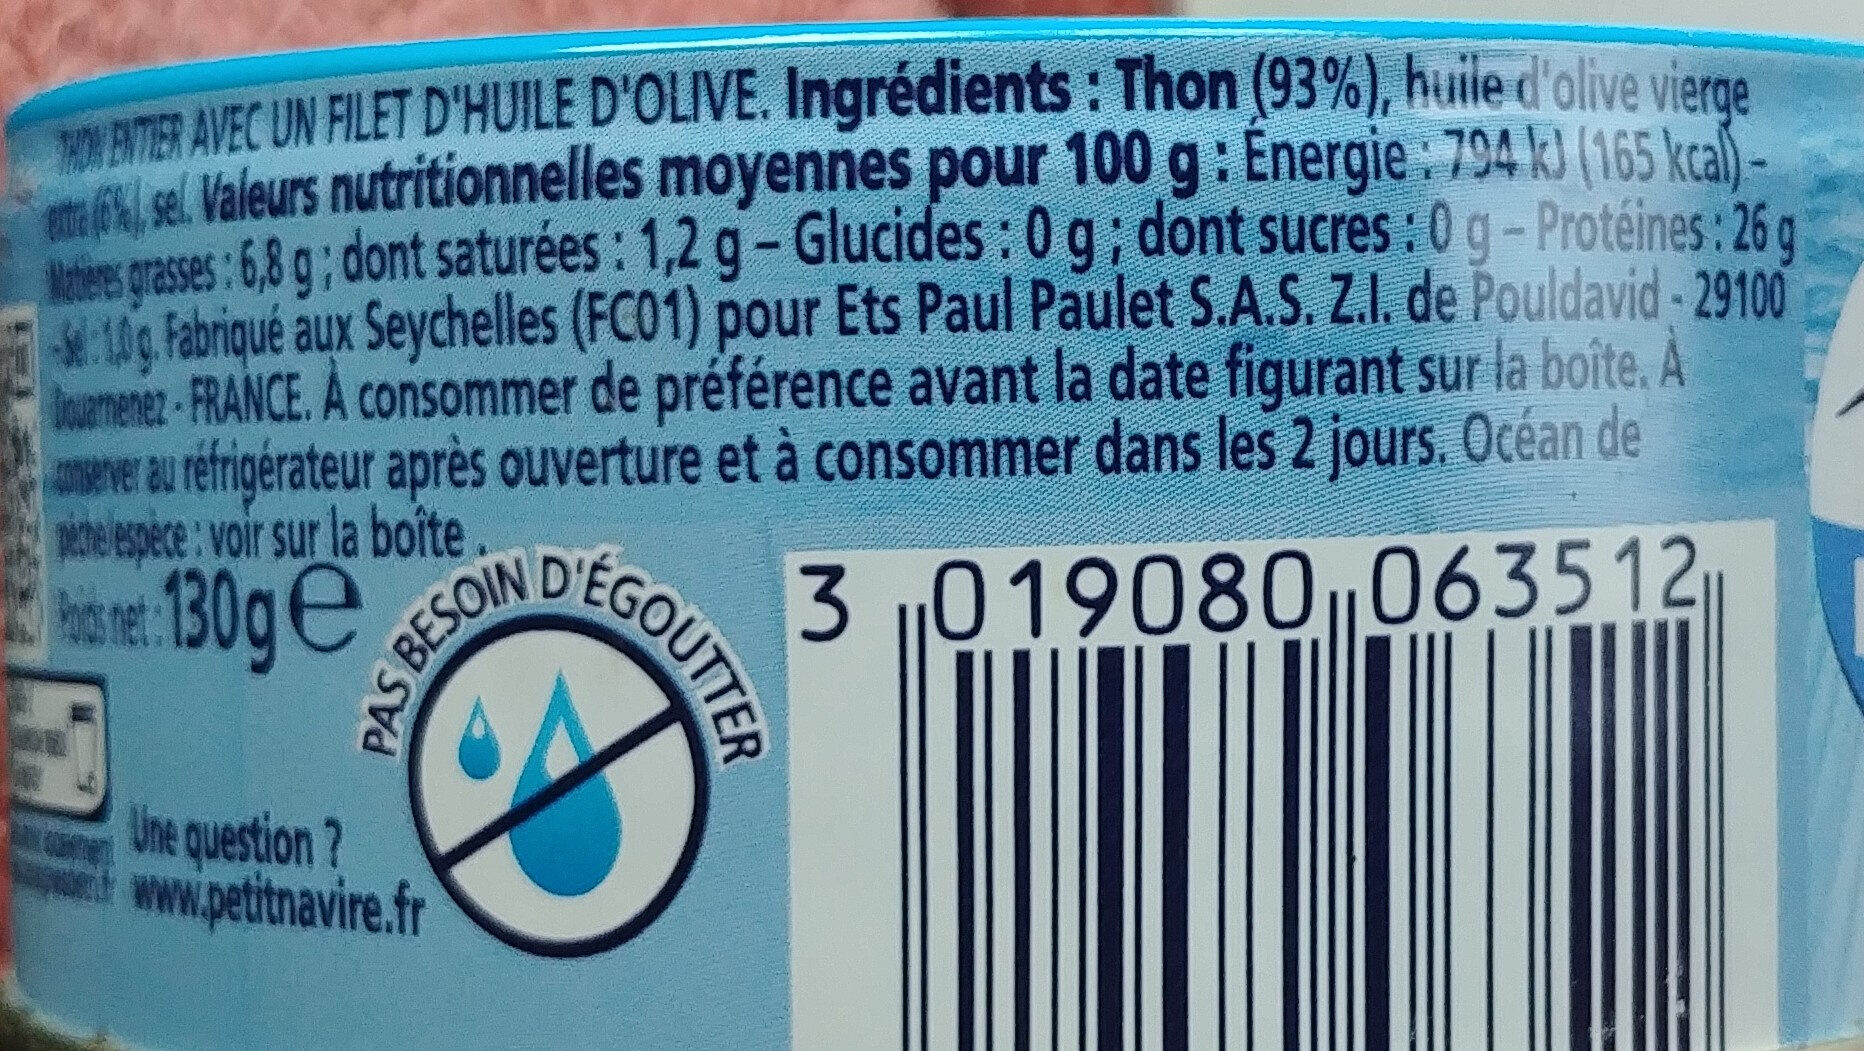 THON ENTIER AVEC UN FILET D'HUILE D'OLIVE. Ingrédients : Thon (93%), huile d'olive vierge
extra (6%), sel. Valeurs nutritionnelles moyennes pour 100 g : Énergie : 794 kJ (165 kcal) -
Matières grasses : 6,8 g ; dont saturées : 1,2 g – Glucides : 0 g ; dont sucres : 0 g – Protéines : 26 g
- Sel : 1,0 g. Fabriqué aux Seychelles (FC01) pour Ets Paul Paulet S.A.S. Z.I. de Pouldavid - 29100
Douarnenez - FRANCE. À consommer de préférence avant la date figurant sur la boîte. À
conserver au réfrigérateur après ouverture et à consommer dans les 2 jours. Océan de
pêche/espèce : voir sur la boîte.
Poids net : 130g e
PAS BESOIN D'ÉGOUTTER
3 019080 063512
Une question ?
www.petitnavire.fr